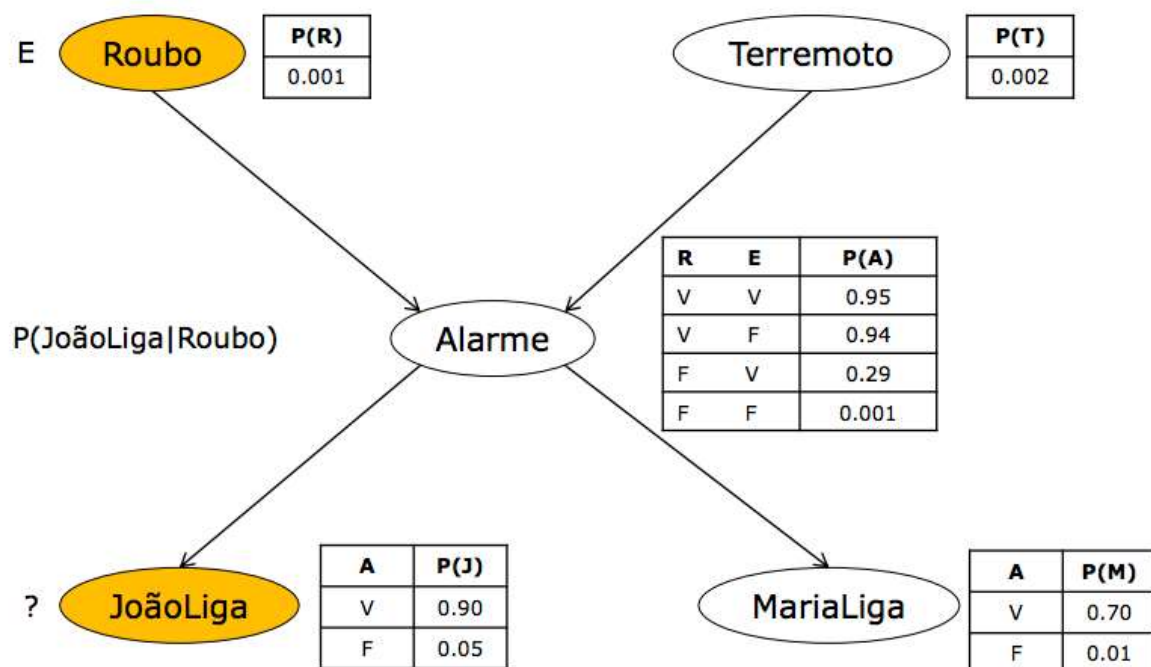 E Roubo P(R) Terremoto P(T)
0.001 0.002
R E P(A)
V V 0.95
P(JoãoLiga|Roubo) Alarme V F 0.94
F V 0.29
F F 0.001
A P(J) A P(M)
? JoãoLiga V 0.90 MariaLiga V 0.70
F 0.05 F 0.01